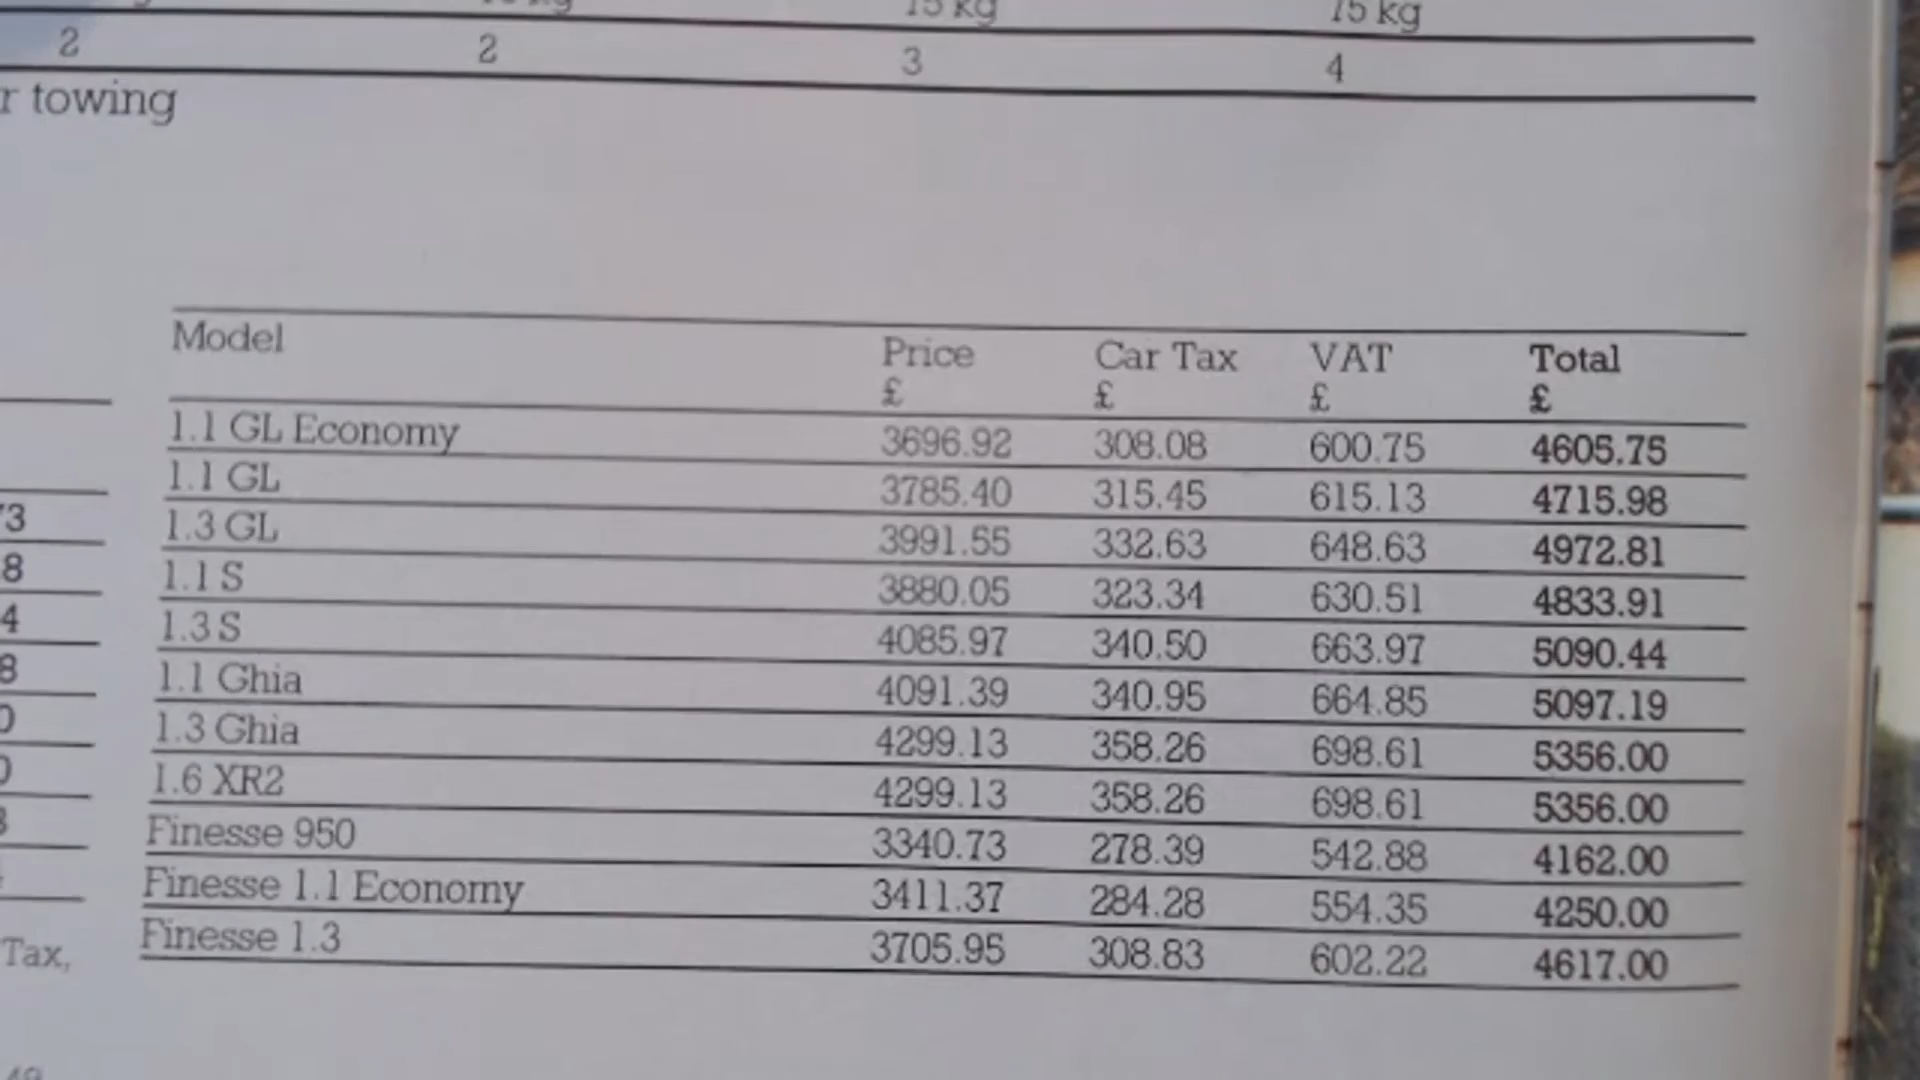 15 kg 15 kg
2 2 3 4
r towing
Model Price Car Tax VAT Total
£ £ £ £
1.1 GL Economy 3696.92 308.08 600.75 4605.75
1.1 GL 3785.40 315.45 615.13 4715.98
1.3 GL 3991.55 332.63 648.63 4972.81
1.1 S 3880.05 323.34 630.51 4833.91
1.3 S 4085.97 340.50 663.97 5090.44
1.1 Ghia 4091.39 340.95 664.85 5097.19
1.3 Ghia 4299.13 358.26 698.61 5356.00
1.6 XR2 4299.13 358.26 698.61 5356.00
Finesse 950 3340.73 278.39 542.88 4162.00
Finesse 1.1 Economy 3411.37 284.28 554.35 4250.00
Finesse 1.3 3705.95 308.83 602.22 4617.00
3
8
4
8
0
0
3
Tax,